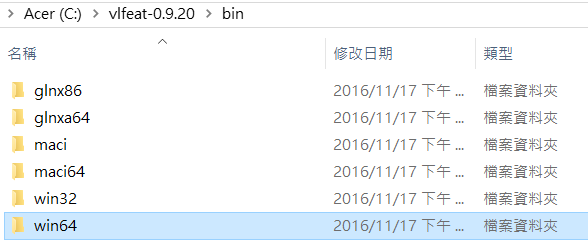 Acer (C:) > vlfeat-0.9.20 > bin
名稱 修改日期 類型
glnx86 2016/11/17 下午 ... 檔案資料夾
glnxa64 2016/11/17 下午 ... 檔案資料夾
maci 2016/11/17 下午 ... 檔案資料夾
maci64 2016/11/17 下午 ... 檔案資料夾
win32 2016/11/17 下午 ... 檔案資料夾
win64 2016/11/17 下午 ... 檔案資料夾